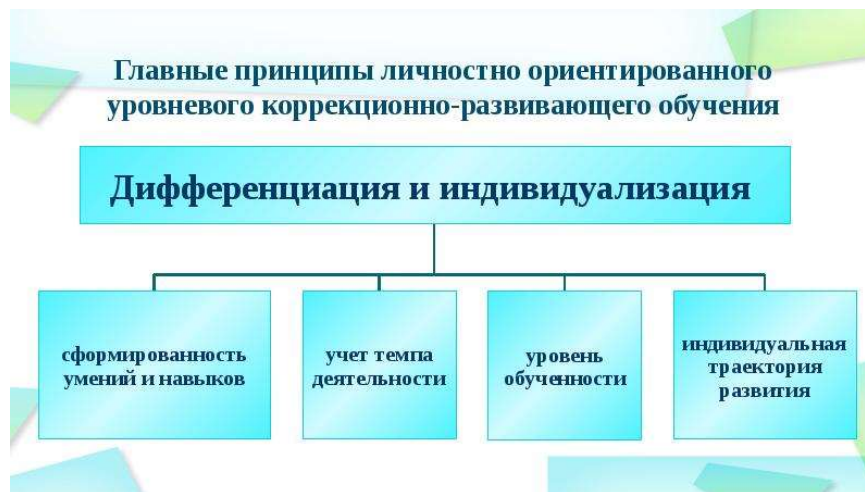 Главные принципы личностно ориентированного
уровневого коррекционно-развивающего обучения
Дифференциация и индивидуализация
сформированность
умений и навыков
учет темпа
деятельности
уровень
обученности
индивидуальная
траектория
развития